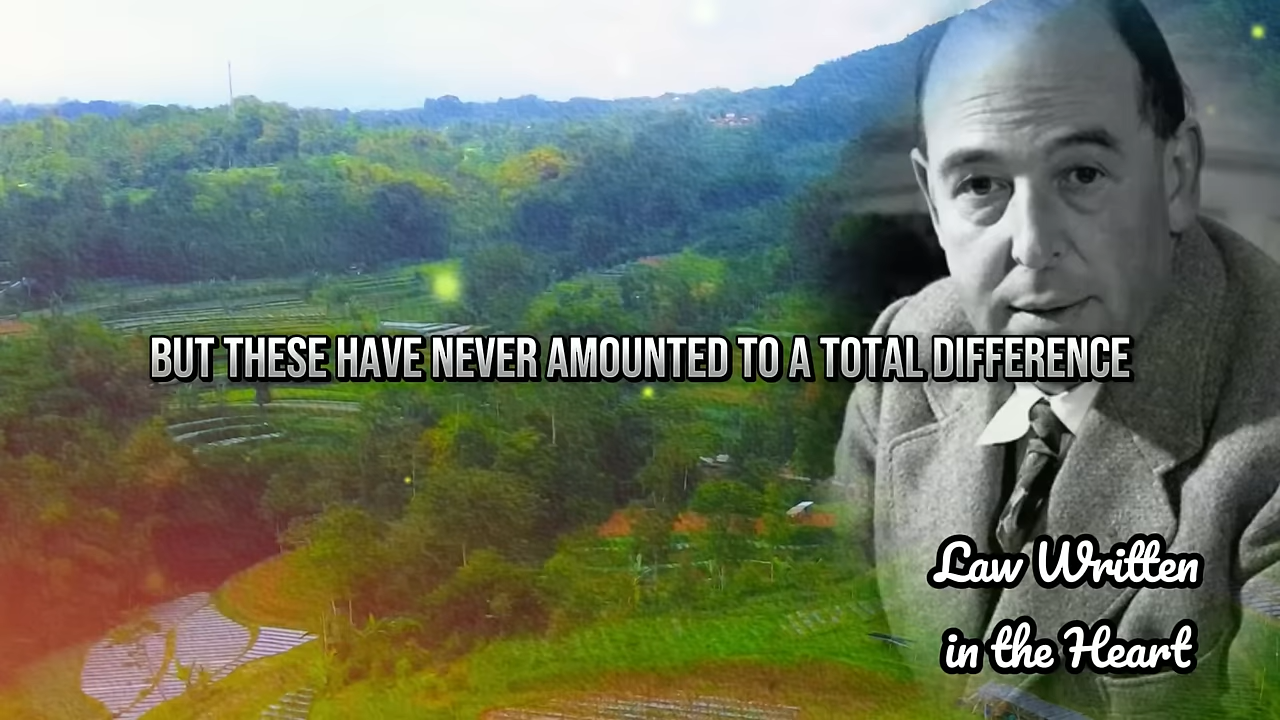 BUT THESE HAVE NEVER AMOUNTED TO A TOTAL DIFFERENCE
Law Written
in the Heart